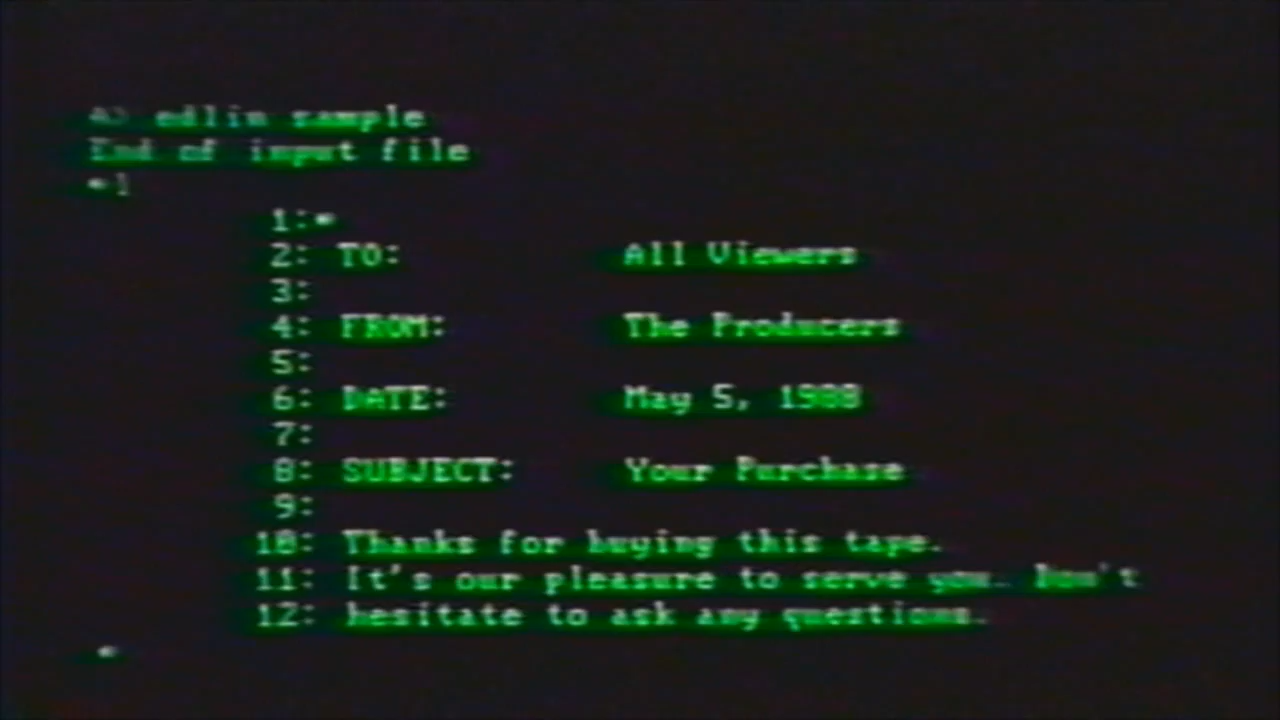 A> edlin sample
End of input file
*l
1:*
2: TO: All Viewers
3:
4: FROM: The Producers
5:
6: DATE: May 5, 1988
7:
8: SUBJECT: Your Purchase
9:
10: Thanks for buying this tape.
11: It's our pleasure to serve you. Don't
12: hesitate to ask any questions.
*